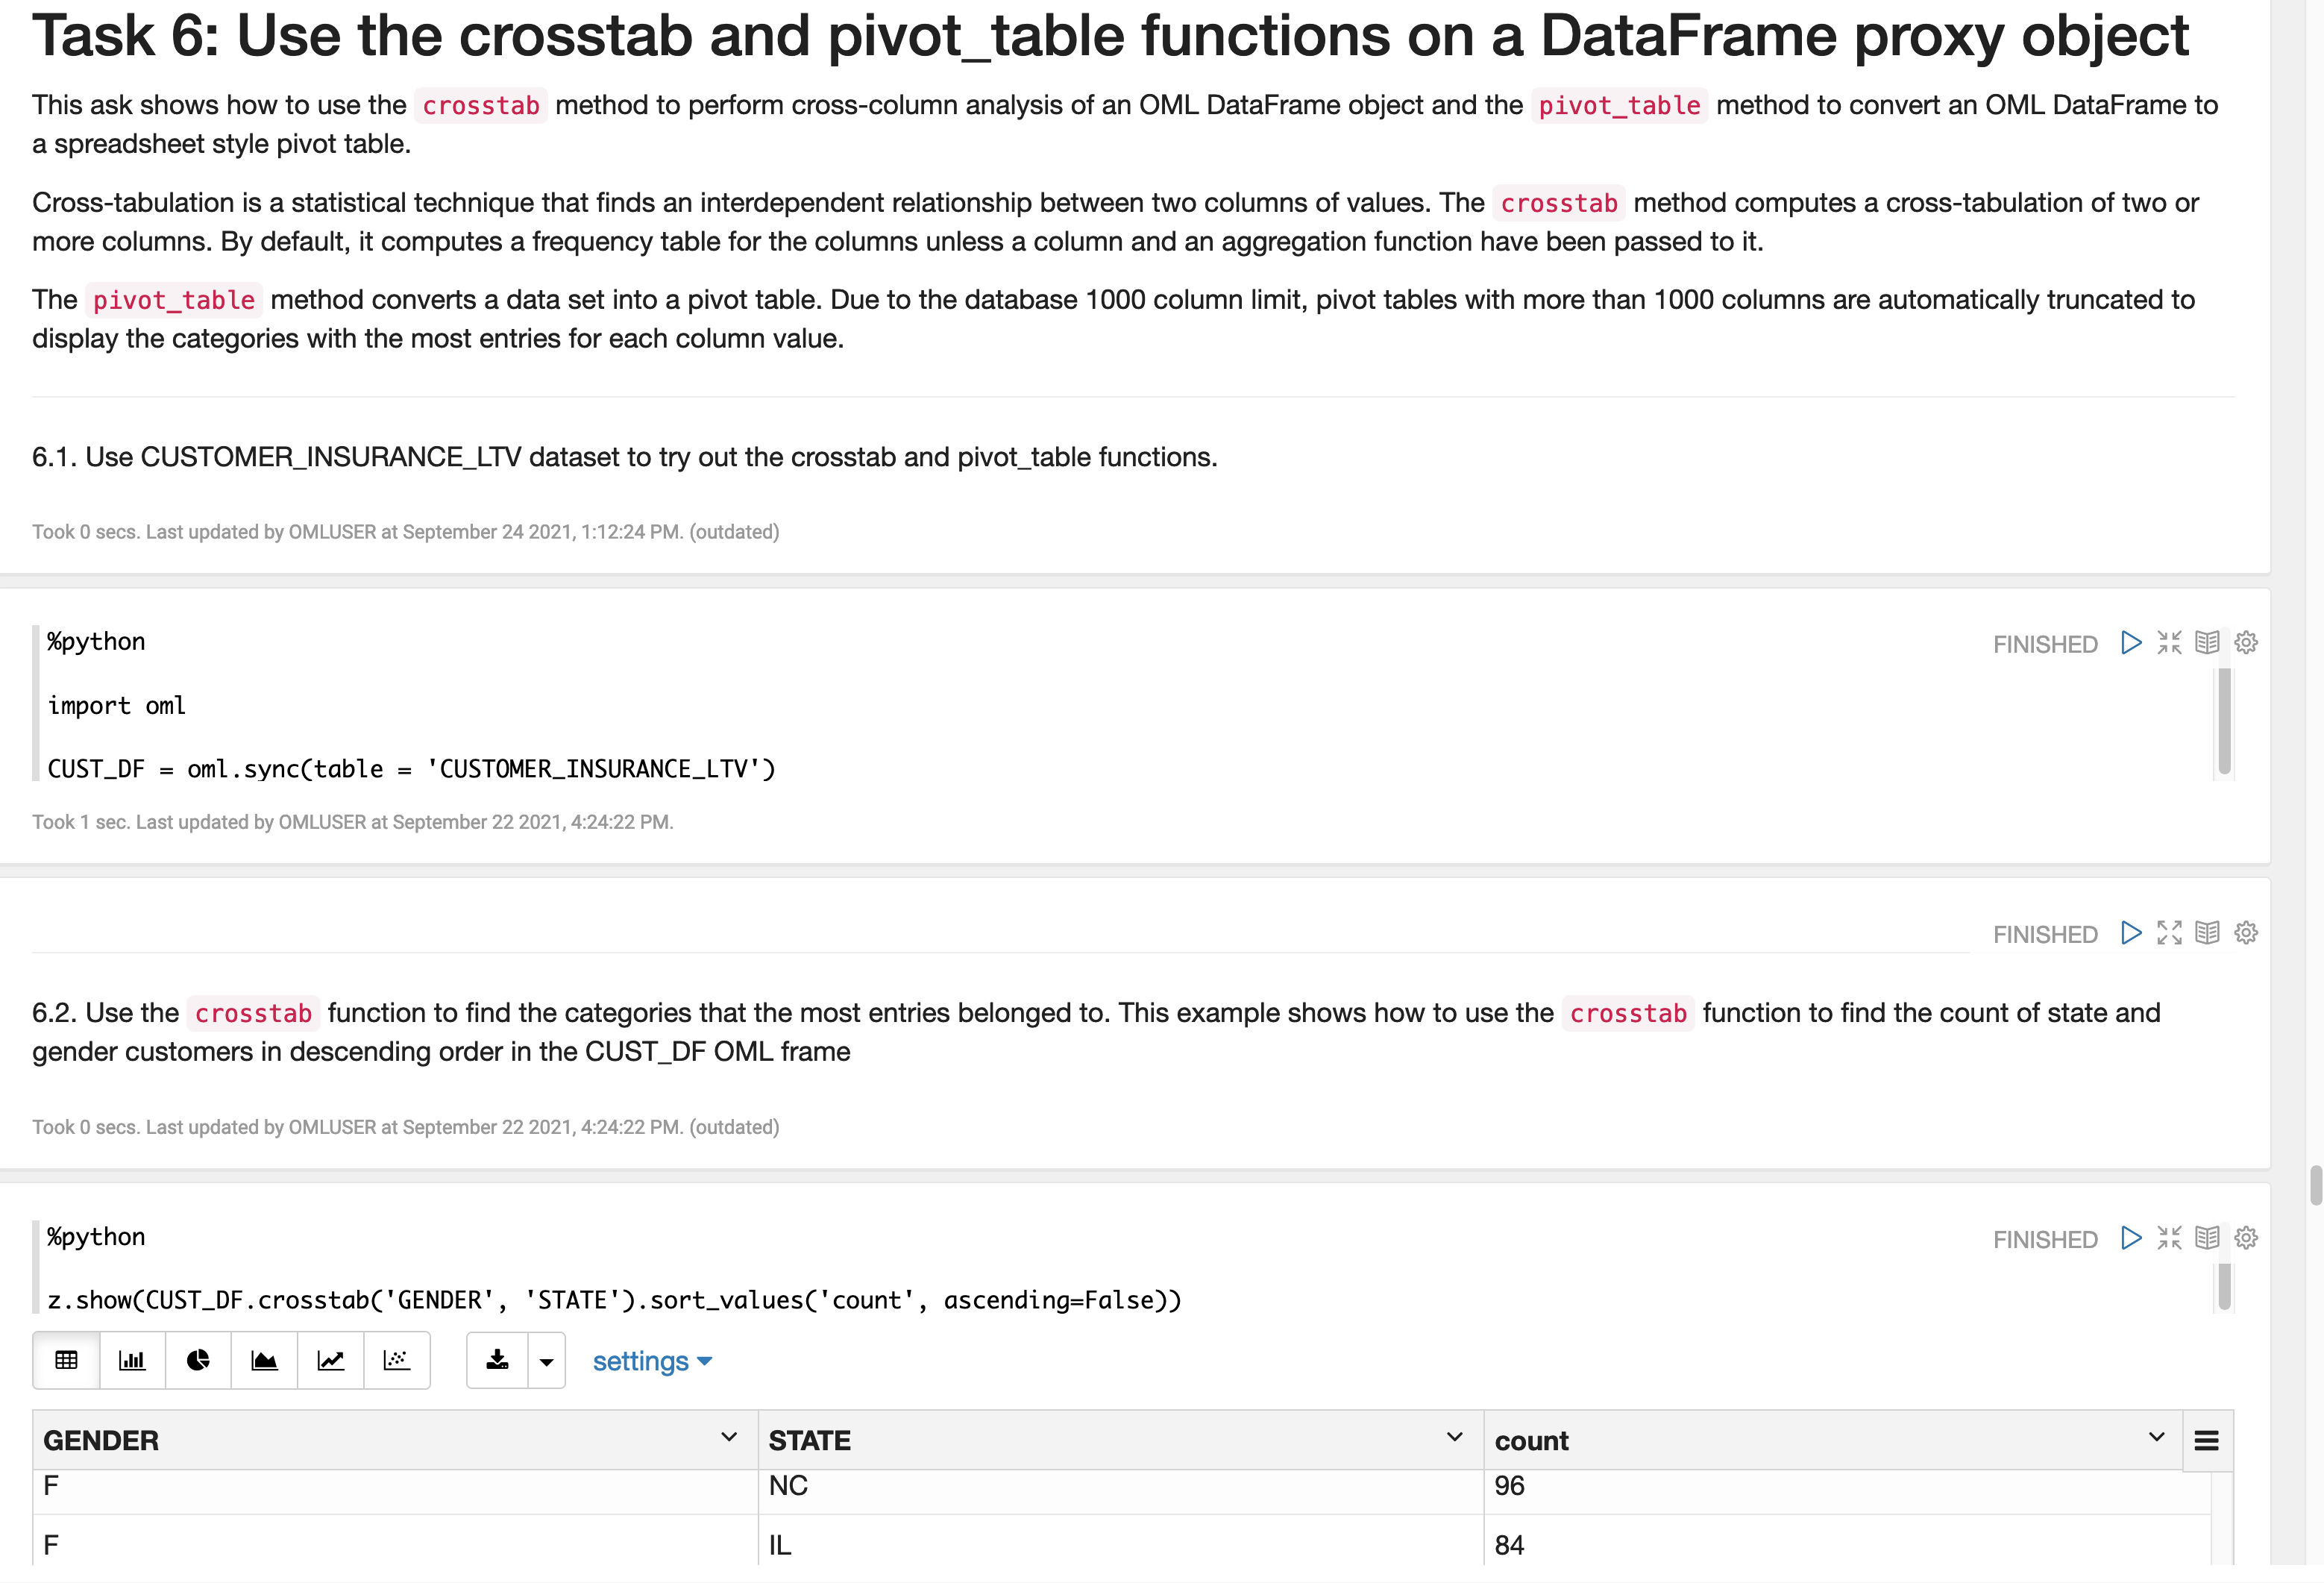 Task 6: Use the crosstab and pivot_table functions on a DataFrame proxy object
This ask shows how to use the crosstab method to perform cross-column analysis of an OML DataFrame object and the pivot_table method to convert an OML DataFrame to
a spreadsheet style pivot table.
Cross-tabulation is a statistical technique that finds an interdependent relationship between two columns of values. The crosstab method computes a cross-tabulation of two or
more columns. By default, it computes a frequency table for the columns unless a column and an aggregation function have been passed to it.
The pivot_table method converts a data set into a pivot table. Due to the database 1000 column limit, pivot tables with more than 1000 columns are automatically truncated to
display the categories with the most entries for each column value.
6.1. Use CUSTOMER_INSURANCE_LTV dataset to try out the crosstab and pivot_table functions.
Took 0 secs. Last updated by OMLUSER at September 24 2021, 1:12:24 PM. (outdated)
%python FINISHED
import oml
CUST_DF = oml.sync(table = 'CUSTOMER_INSURANCE_LTV')
Took 1 sec. Last updated by OMLUSER at September 22 2021, 4:24:22 PM.
FINISHED
6.2. Use the crosstab function to find the categories that the most entries belonged to. This example shows how to use the crosstab function to find the count of state and
gender customers in descending order in the CUST_DF OML frame
Took 0 secs. Last updated by OMLUSER at September 22 2021, 4:24:22 PM. (outdated)
%python FINISHED
z.show(CUST_DF.crosstab('GENDER', 'STATE').sort_values('count', ascending=False))
settings
GENDER STATE count
F NC 96
F IL 84